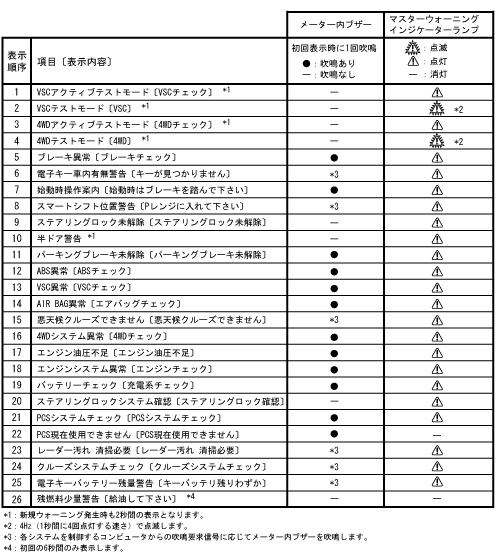 メーター内ブザー マスターウォーニング
インジケーターランプ
表示
順序 項目〔表示内容〕 初回表示時に1回吹鳴
●：吹鳴あり
―：吹鳴なし
：点滅
：点灯
―：消灯
1 VSCアクティブテストモード〔VSCチェック〕 *1 ―
2 VSCテストモード〔VSC〕 *1 ― *2
3 4WDアクティブテストモード〔4WDチェック〕 *1 ―
4 4WDテストモード〔4WD〕 *1 ― *2
5 ブレーキ異常〔ブレーキチェック〕 ●
6 電子キー車内有無警告〔キーが見つかりません〕 *3
7 始動時操作案内〔始動時はブレーキを踏んで下さい〕 ●
8 スマートシフト位置警告〔Pレンジに入れて下さい〕 *3
9 ステアリングロック未解除〔ステアリングロック未解除〕 ―
10 半ドア警告 *1 ―
11 パーキングブレーキ未解除〔パーキングブレーキ未解除〕 ●
12 ABS異常〔ABSチェック〕 ●
13 VSC異常〔VSCチェック〕 ●
14 AIR BAG異常〔エアバッグチェック〕 ●
15 悪天候クルーズできません〔悪天候クルーズできません〕 *3
16 4WDシステム異常〔4WDチェック〕 ●
17 エンジン油圧不足〔エンジン油圧不足〕 ●
18 エンジンシステム異常〔エンジンチェック〕 ●
19 バッテリーチェック〔充電系チェック〕 ●
20 ステアリングロックシステム確認〔ステアリングロック確認〕 ―
21 PCSシステムチェック〔PCSシステムチェック〕 ●
22 PCS現在使用できません〔PCS現在使用できません〕 ● ―
23 レーダー汚れ 清掃必要〔レーダー汚れ 清掃必要〕 *3
24 クルーズシステムチェック〔クルーズシステムチェック〕 *3
25 電子キーバッテリー残量警告〔キーバッテリ残りわずか〕 *3
26 残燃料少量警告〔給油して下さい〕 *4 ― ―
*1：新規ウォーニング発生時も2秒間の表示となります。
*2：4Hz（1秒間に4回点灯する速さ）で点滅します。
*3：各システムを制御するコンピュータからの吹鳴要求信号に応じてメーター内ブザーを吹鳴します。
*4：初回の6秒間のみ表示します。